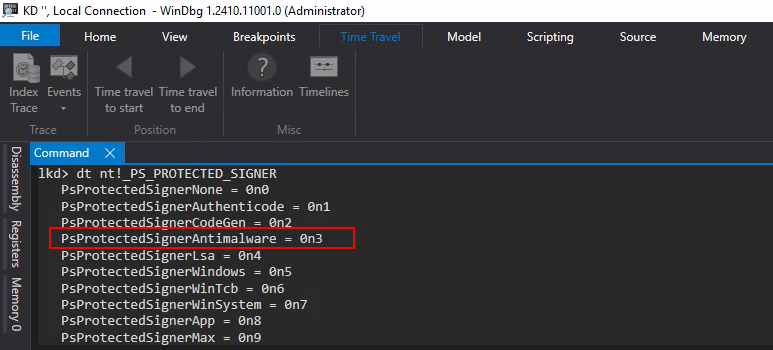 KD '', Local Connection - WinDbg 1.2410.11001.0 (Administrator)
File Home View Breakpoints Time Travel Model Scripting Source Memory
Index Trace
Events
Time travel to start
Time travel to end
Information
Timelines
Trace Position Misc
Disassembly
Registers
Memory 0
Command X
lkd> dt nt!_PS_PROTECTED_SIGNER
PsProtectedSignerNone = 0n0
PsProtectedSignerAuthenticode = 0n1
PsProtectedSignerCodeGen = 0n2
PsProtectedSignerAntimalware = 0n3
PsProtectedSignerLsa = 0n4
PsProtectedSignerWindows = 0n5
PsProtectedSignerWinTcb = 0n6
PsProtectedSignerWinSystem = 0n7
PsProtectedSignerApp = 0n8
PsProtectedSignerMax = 0n9